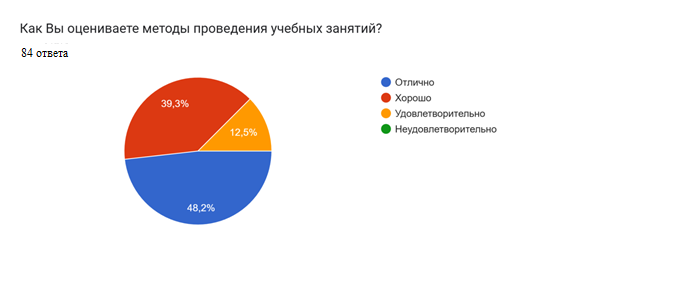 Как Вы оцениваете методы проведения учебных занятий?
84 ответа
39,3%
12,5%
48,2%
Отлично
Хорошо
Удовлетворительно
Неудовлетворительно